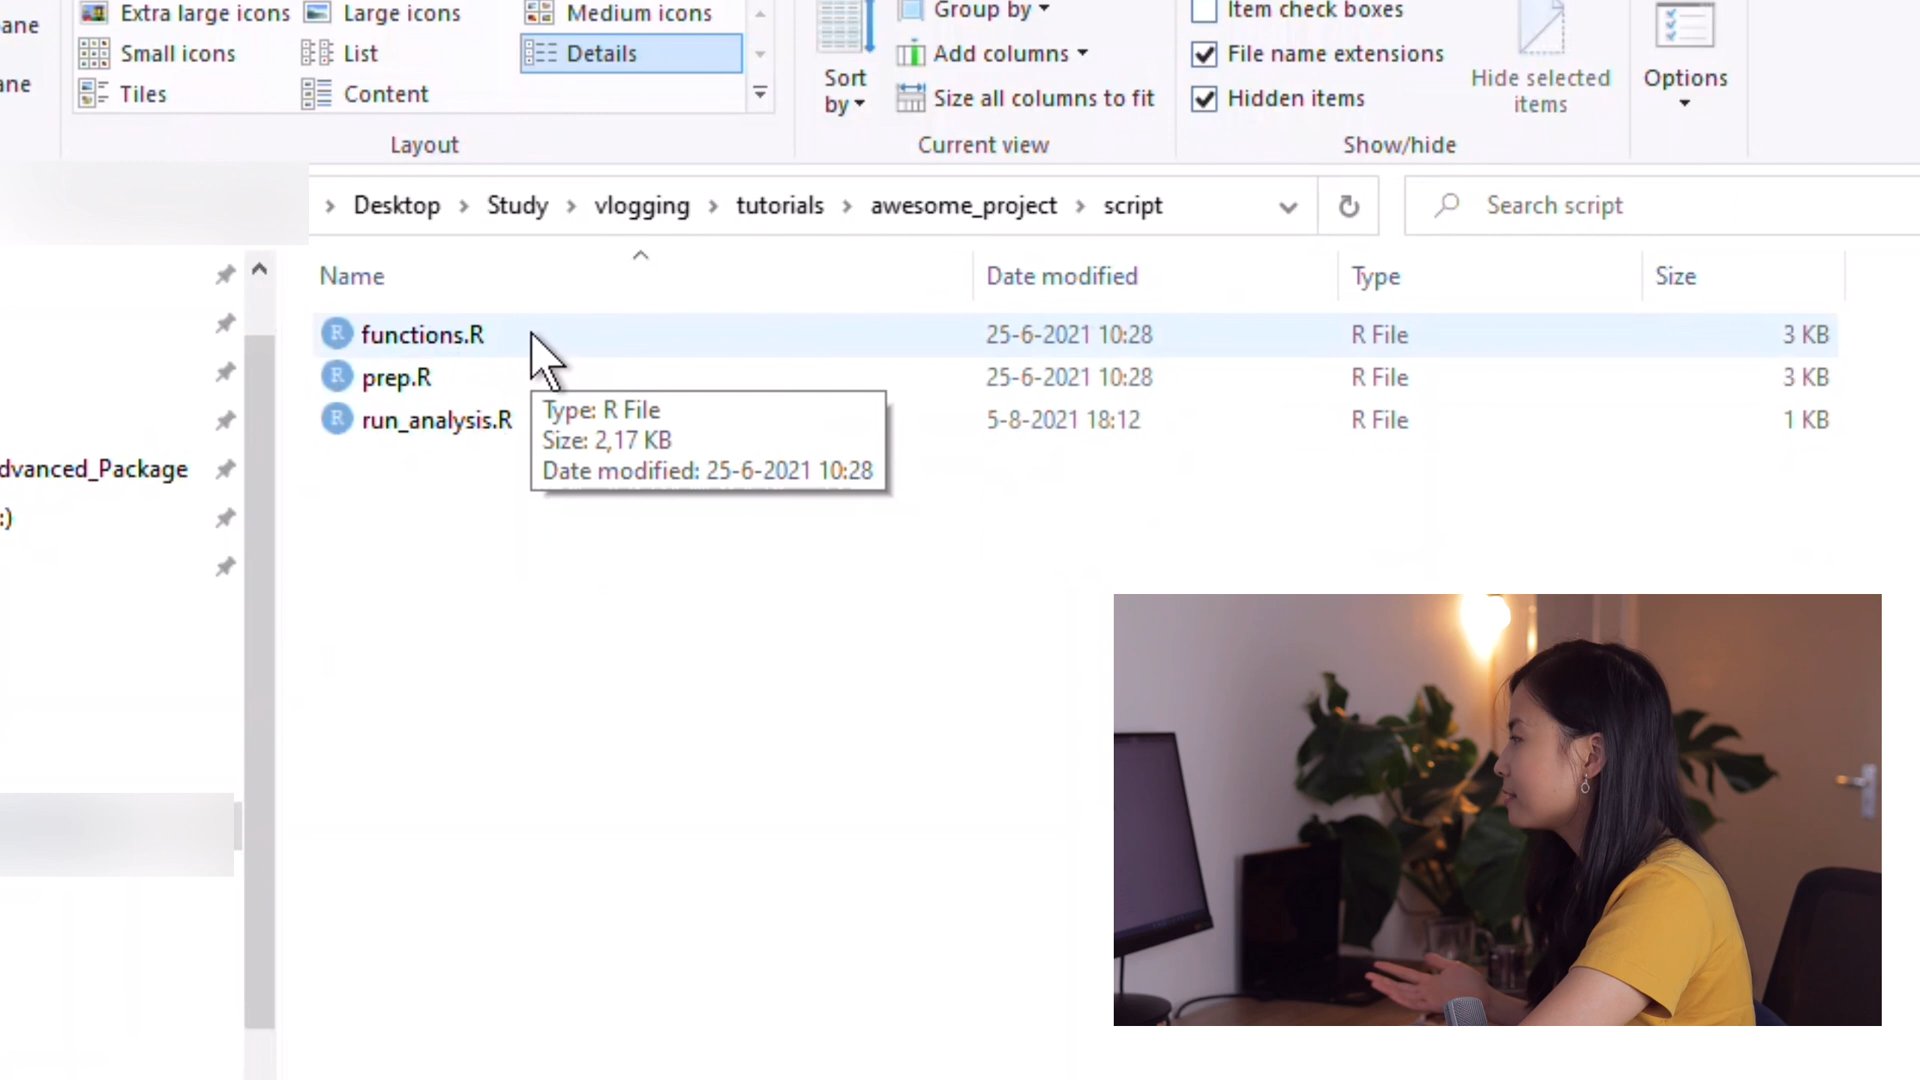 ane
Extra large icons
Large icons
Medium icons
Small icons
List
Details
ne
Tiles
Content
Layout
Sort by
Group by
Add columns
Size all columns to fit
Current view
Item check boxes
File name extensions
Hidden items
Hide selected items
Show/hide
Options
> Desktop > Study > vlogging > tutorials > awesome_project > script
Search script
Name Date modified Type Size
R functions.R 25-6-2021 10:28 R File 3 KB
R prep.R 25-6-2021 10:28 R File 3 KB
R run_analysis.R 5-8-2021 18:12 R File 1 KB
Type: R File
Size: 2,17 KB
Date modified: 25-6-2021 10:28
dvanced_Package
:)